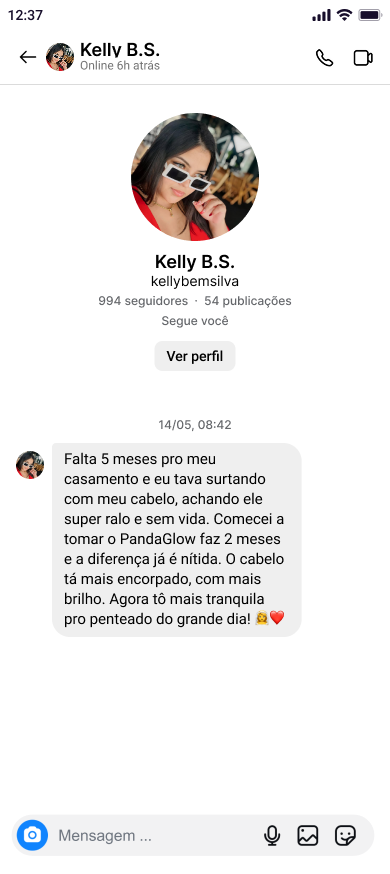 12:37
Kelly B.S.
Online 6h atrás
Kelly B.S.
kellybemsilva
994 seguidores · 54 publicações
Segue você
Ver perfil
14/05, 08:42
Falta 5 meses pro meu
casamento e eu tava surtando
com meu cabelo, achando ele
super ralo e sem vida. Comecei a
tomar o PandaGlow faz 2 meses
e a diferença já é nítida. O cabelo
tá mais encorpado, com mais
brilho. Agora tô mais tranquila
pro penteado do grande dia! 👰❤️
Mensagem ...